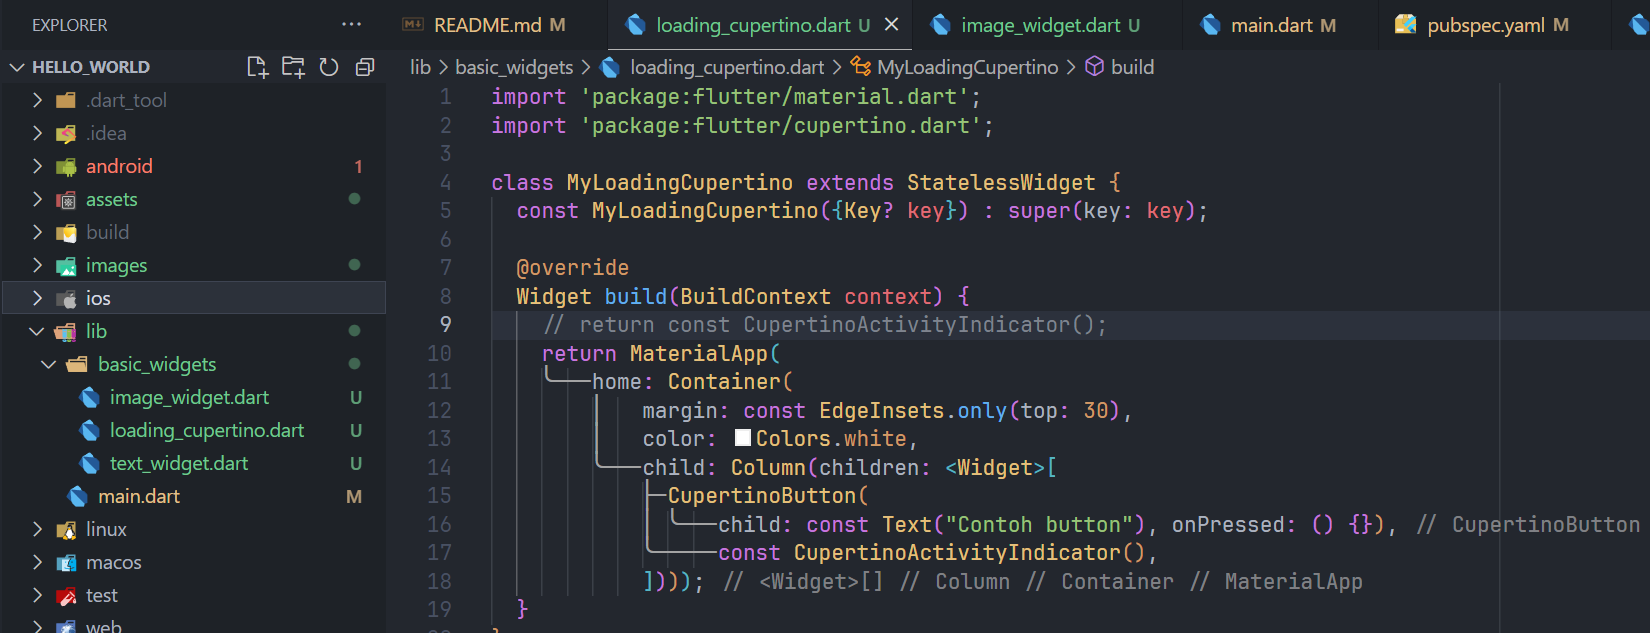 EXPLORER ...
README.md M
loading_cupertino.dart U
image_widget.dart U
main.dart M
pubspec.yaml M
HELLO_WORLD
lib > basic_widgets > loading_cupertino.dart > MyLoadingCupertino > build
.dart_tool
.idea
android 1
assets
build
images
ios
lib
basic_widgets
image_widget.dart U
loading_cupertino.dart U
text_widget.dart U
main.dart M
linux
macos
test
web
1 import 'package:flutter/material.dart';
2 import 'package:flutter/cupertino.dart';
3
4 class MyLoadingCupertino extends StatelessWidget {
5 const MyLoadingCupertino({Key? key}) : super(key: key);
6
7 @override
8 Widget build(BuildContext context) {
9 // return const CupertinoActivityIndicator();
10 return MaterialApp(
11 home: Container(
12 margin: const EdgeInsets.only(top: 30),
13 color: Colors.white,
14 child: Column(children: <Widget>[
15 CupertinoButton(
16 child: const Text("Contoh button"), onPressed: () {}), // CupertinoButton
17 const CupertinoActivityIndicator(),
18 ]))); // <Widget>[] // Column // Container // MaterialApp
19 }